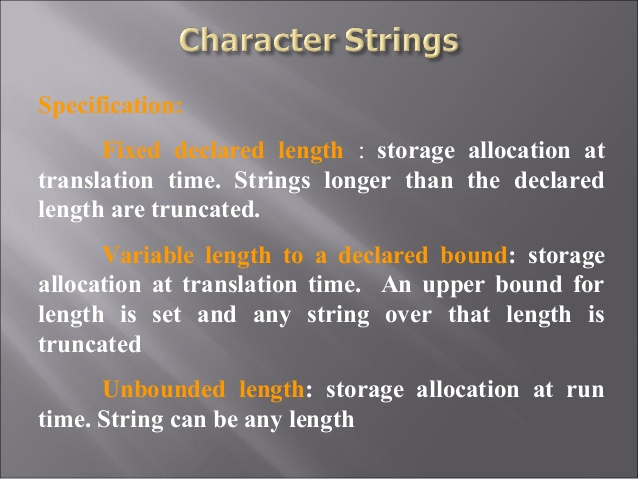 Character Strings
Specification:
Fixed declared length : storage allocation at
translation time. Strings longer than the declared
length are truncated.
Variable length to a declared bound: storage
allocation at translation time. An upper bound for
length is set and any string over that length is
truncated
Unbounded length: storage allocation at run
time. String can be any length